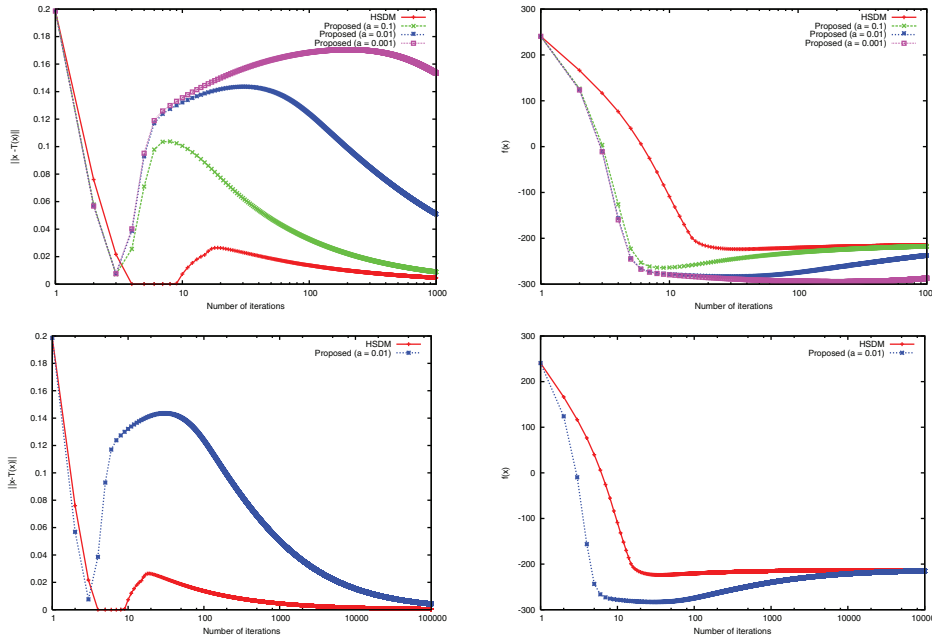 0.2
0.18
0.16
0.14
0.12
0.1
0.08
0.06
0.04
0.02
0
||x -T(x)||
1
10
100
1000
Number of iterations
HSDM
Proposed (a = 0.1)
Proposed (a = 0.01)
Proposed (a = 0.001)
300
200
100
0
-100
-200
-300
f(x)
1
10
100
100
Number of iterations
HSDM
Proposed (a = 0.1)
Proposed (a = 0.01)
Proposed (a = 0.001)
0.2
0.18
0.16
0.14
0.12
0.1
0.08
0.06
0.04
0.02
0
||x-T(x)||
1
10
100
1000
10000
100000
Number of iterations
HSDM
Proposed (a = 0.01)
300
200
100
0
-100
-200
-300
f(x)
1
10
100
1000
10000
10000
Number of iterations
HSDM
Proposed (a = 0.01)